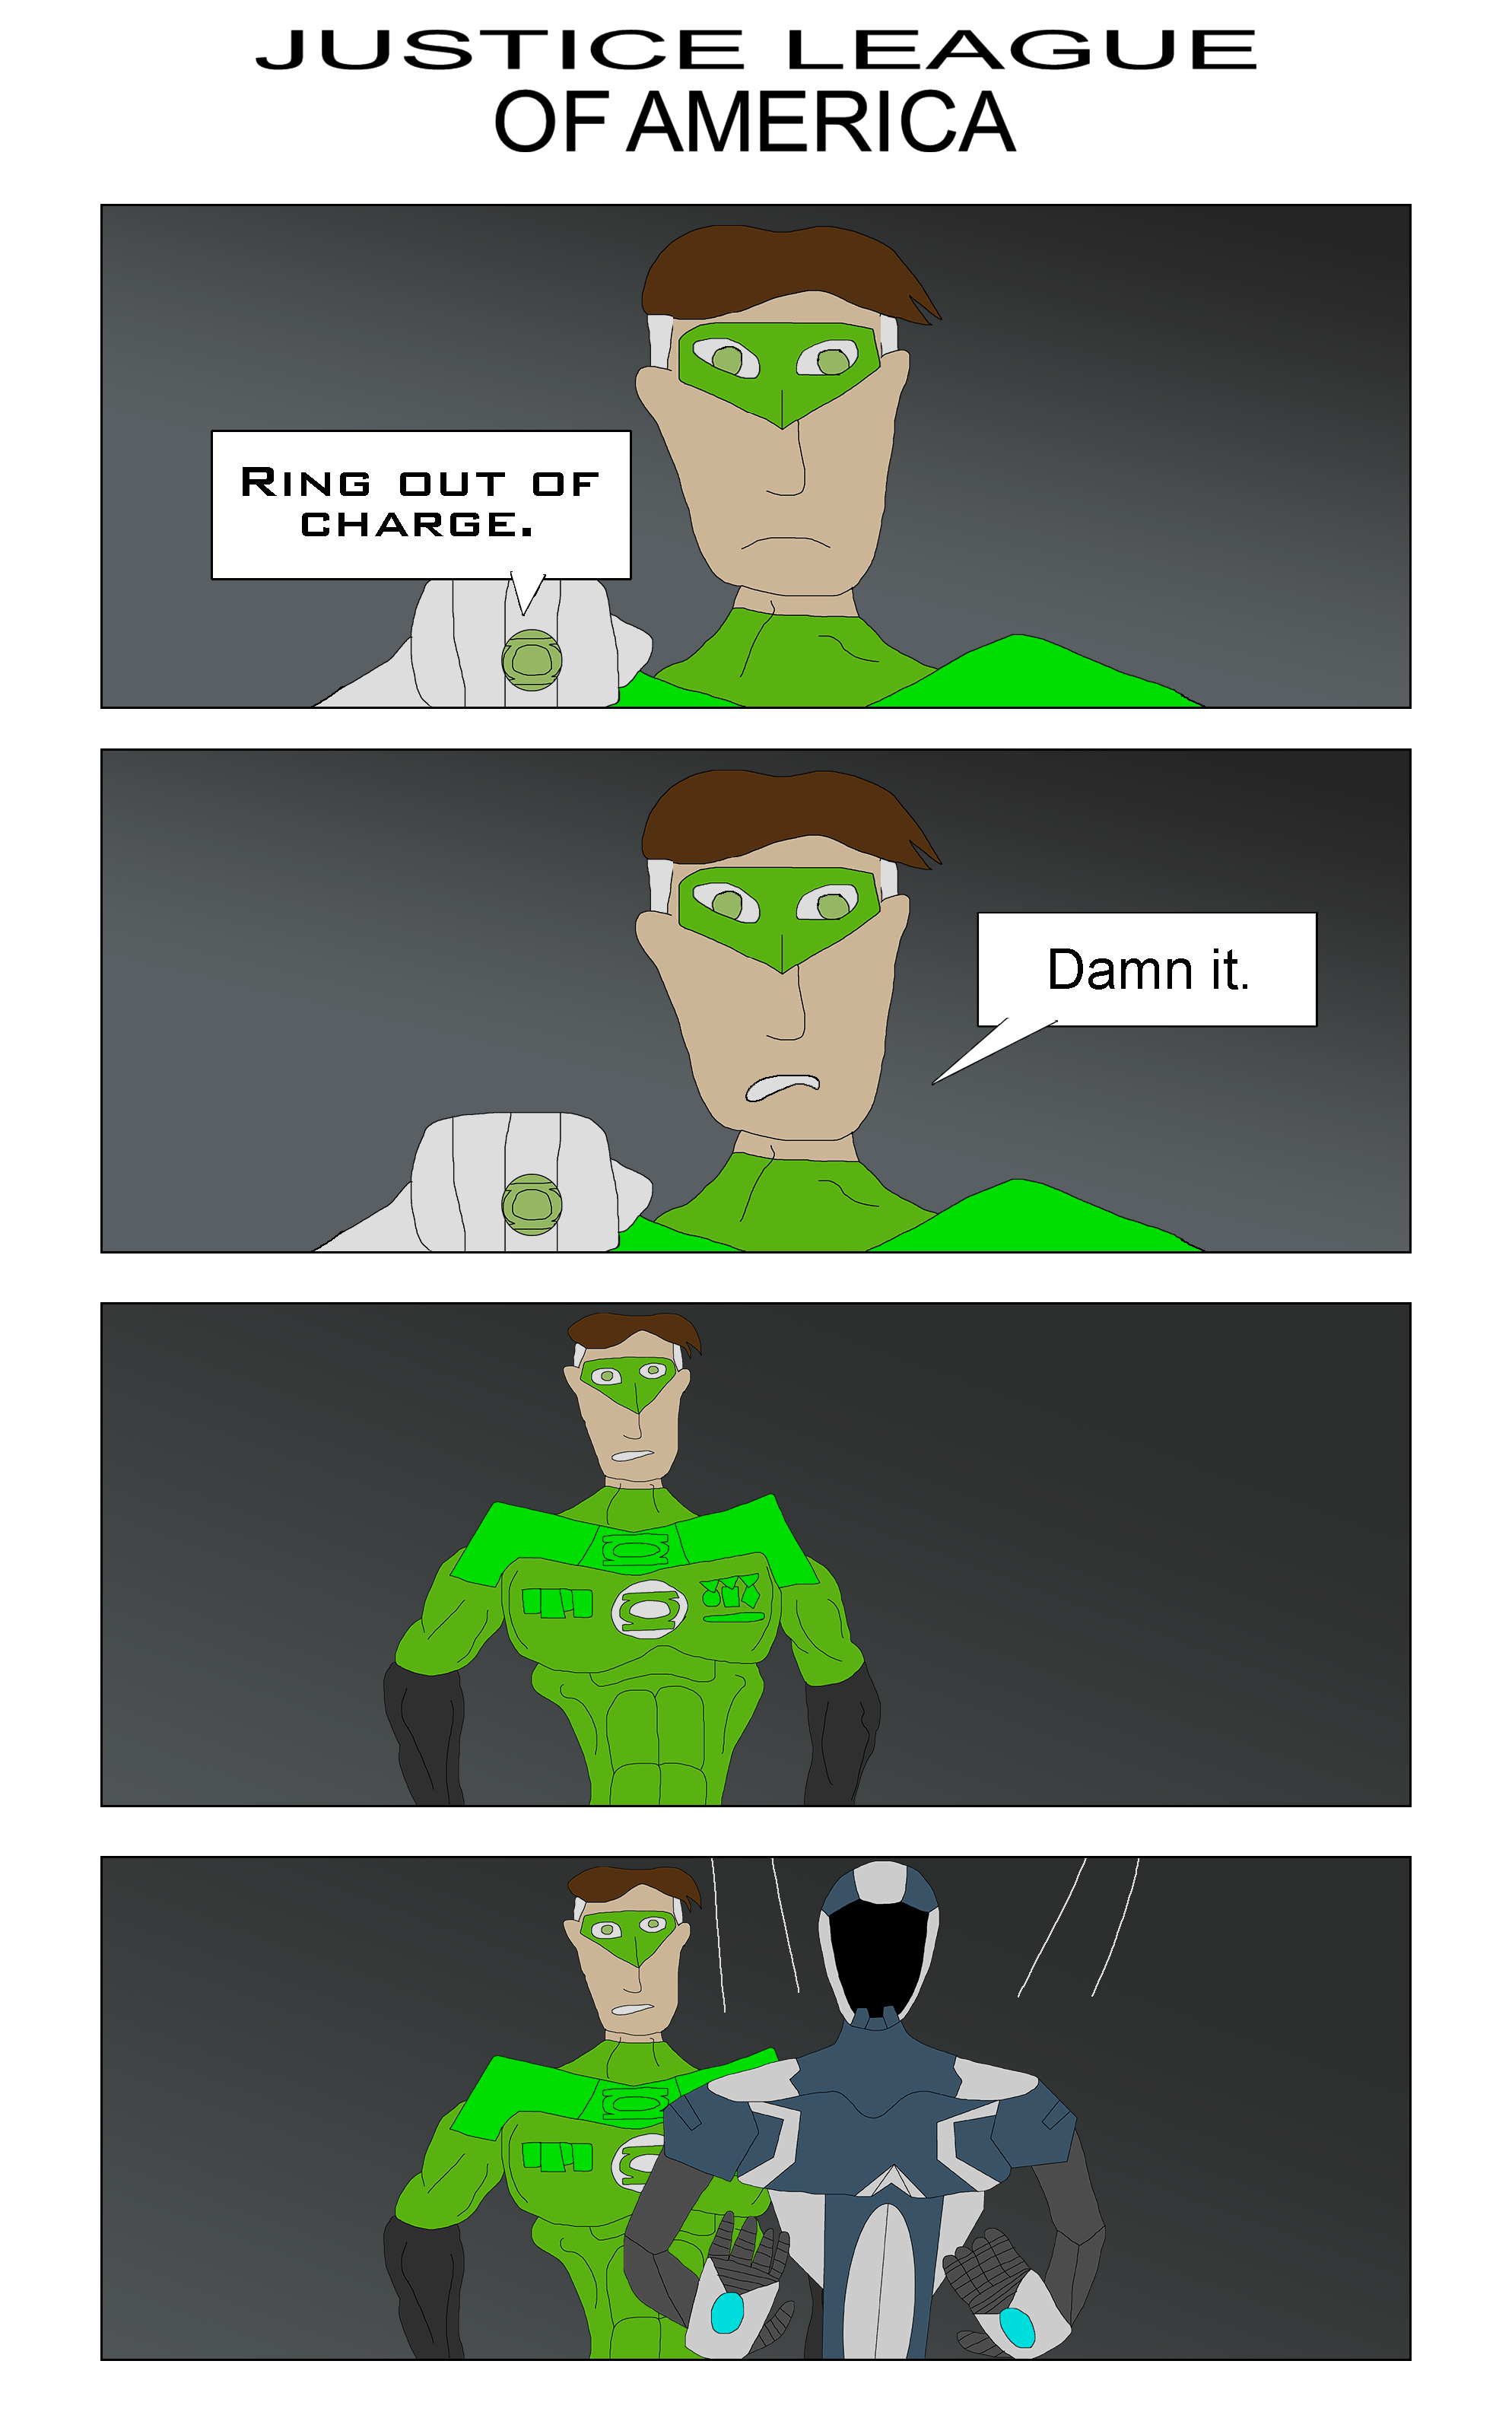 JUSTICE LEAGUE
OF AMERICA
RING OUT OF
CHARGE.
Damn it.